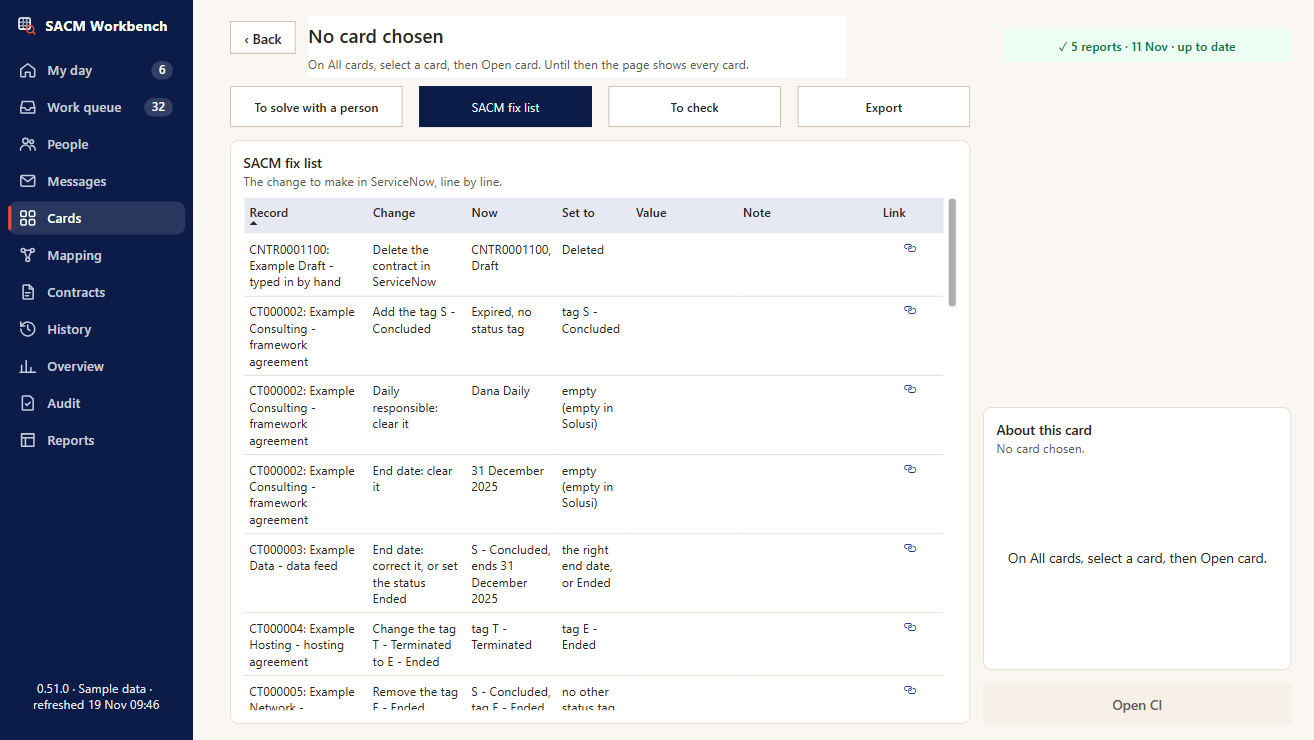 SACM Workbench
My day 6
Work queue 32
People
Messages
Cards
Mapping
Contracts
History
Overview
Audit
Reports
0.51.0 · Sample data ·
refreshed 19 Nov 09:46
‹ Back
No card chosen
On All cards, select a card, then Open card. Until then the page shows every card.
✓ 5 reports · 11 Nov · up to date
To solve with a person
SACM fix list
To check
Export
SACM fix list
The change to make in ServiceNow, line by line.
Record Change Now Set to Value Note Link
CNTR0001100: Delete the CNTR0001100, Deleted
Example Draft - contract in Draft
typed in by hand ServiceNow
CT000002: Example Add the tag S - Expired, no tag S -
Consulting - Concluded status tag Concluded
framework
agreement
CT000002: Example Daily Dana Daily empty
Consulting - responsible: (empty in
framework clear it Solusi)
agreement
CT000002: Example End date: clear 31 December empty
Consulting - it 2025 (empty in
framework Solusi)
agreement
CT000003: Example End date: S - Concluded, the right
Data - data feed correct it, or set ends 31 end date,
the status December or Ended
Ended 2025
CT000004: Example Change the tag tag T - tag E -
Hosting - hosting T - Terminated Terminated Ended
agreement to E - Ended
CT000005: Example Remove the tag S - Concluded, no other
Network - E - Ended tag E - Ended status tag
About this card
No card chosen.
On All cards, select a card, then Open card.
Open CI